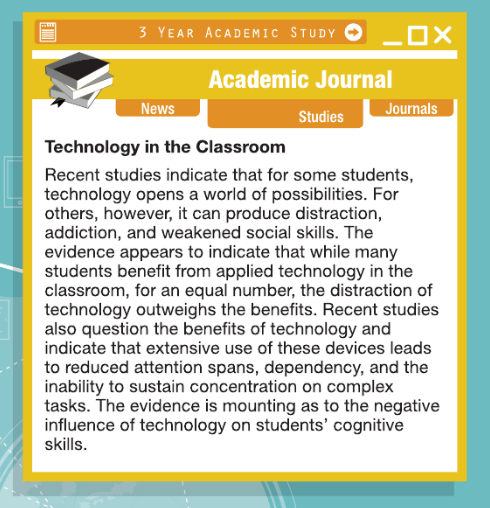 3 Year Academic Study
Academic Journal
News
Studies
Journals
Technology in the Classroom
Recent studies indicate that for some students,
technology opens a world of possibilities. For
others, however, it can produce distraction,
addiction, and weakened social skills. The
evidence appears to indicate that while many
students benefit from applied technology in the
classroom, for an equal number, the distraction of
technology outweighs the benefits. Recent studies
also question the benefits of technology and
indicate that extensive use of these devices leads
to reduced attention spans, dependency, and the
inability to sustain concentration on complex
tasks. The evidence is mounting as to the negative
influence of technology on students’ cognitive
skills.